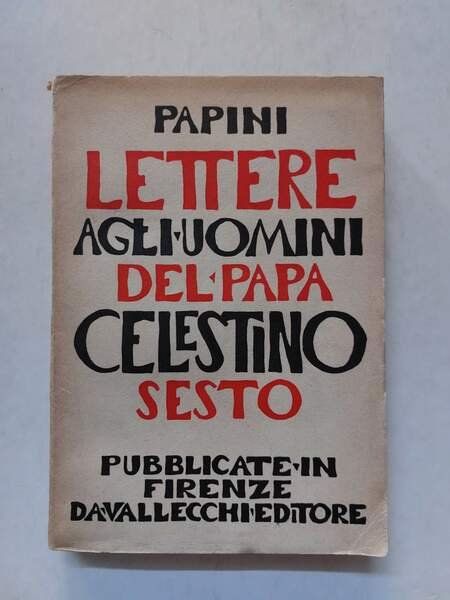 PAPINI
LETTERE
AGLI·UOMINI
DEL·PAPA
CELESTINO
SESTO
PUBBLICATE·IN
FIRENZE
DA·VALLECCHI·EDITORE